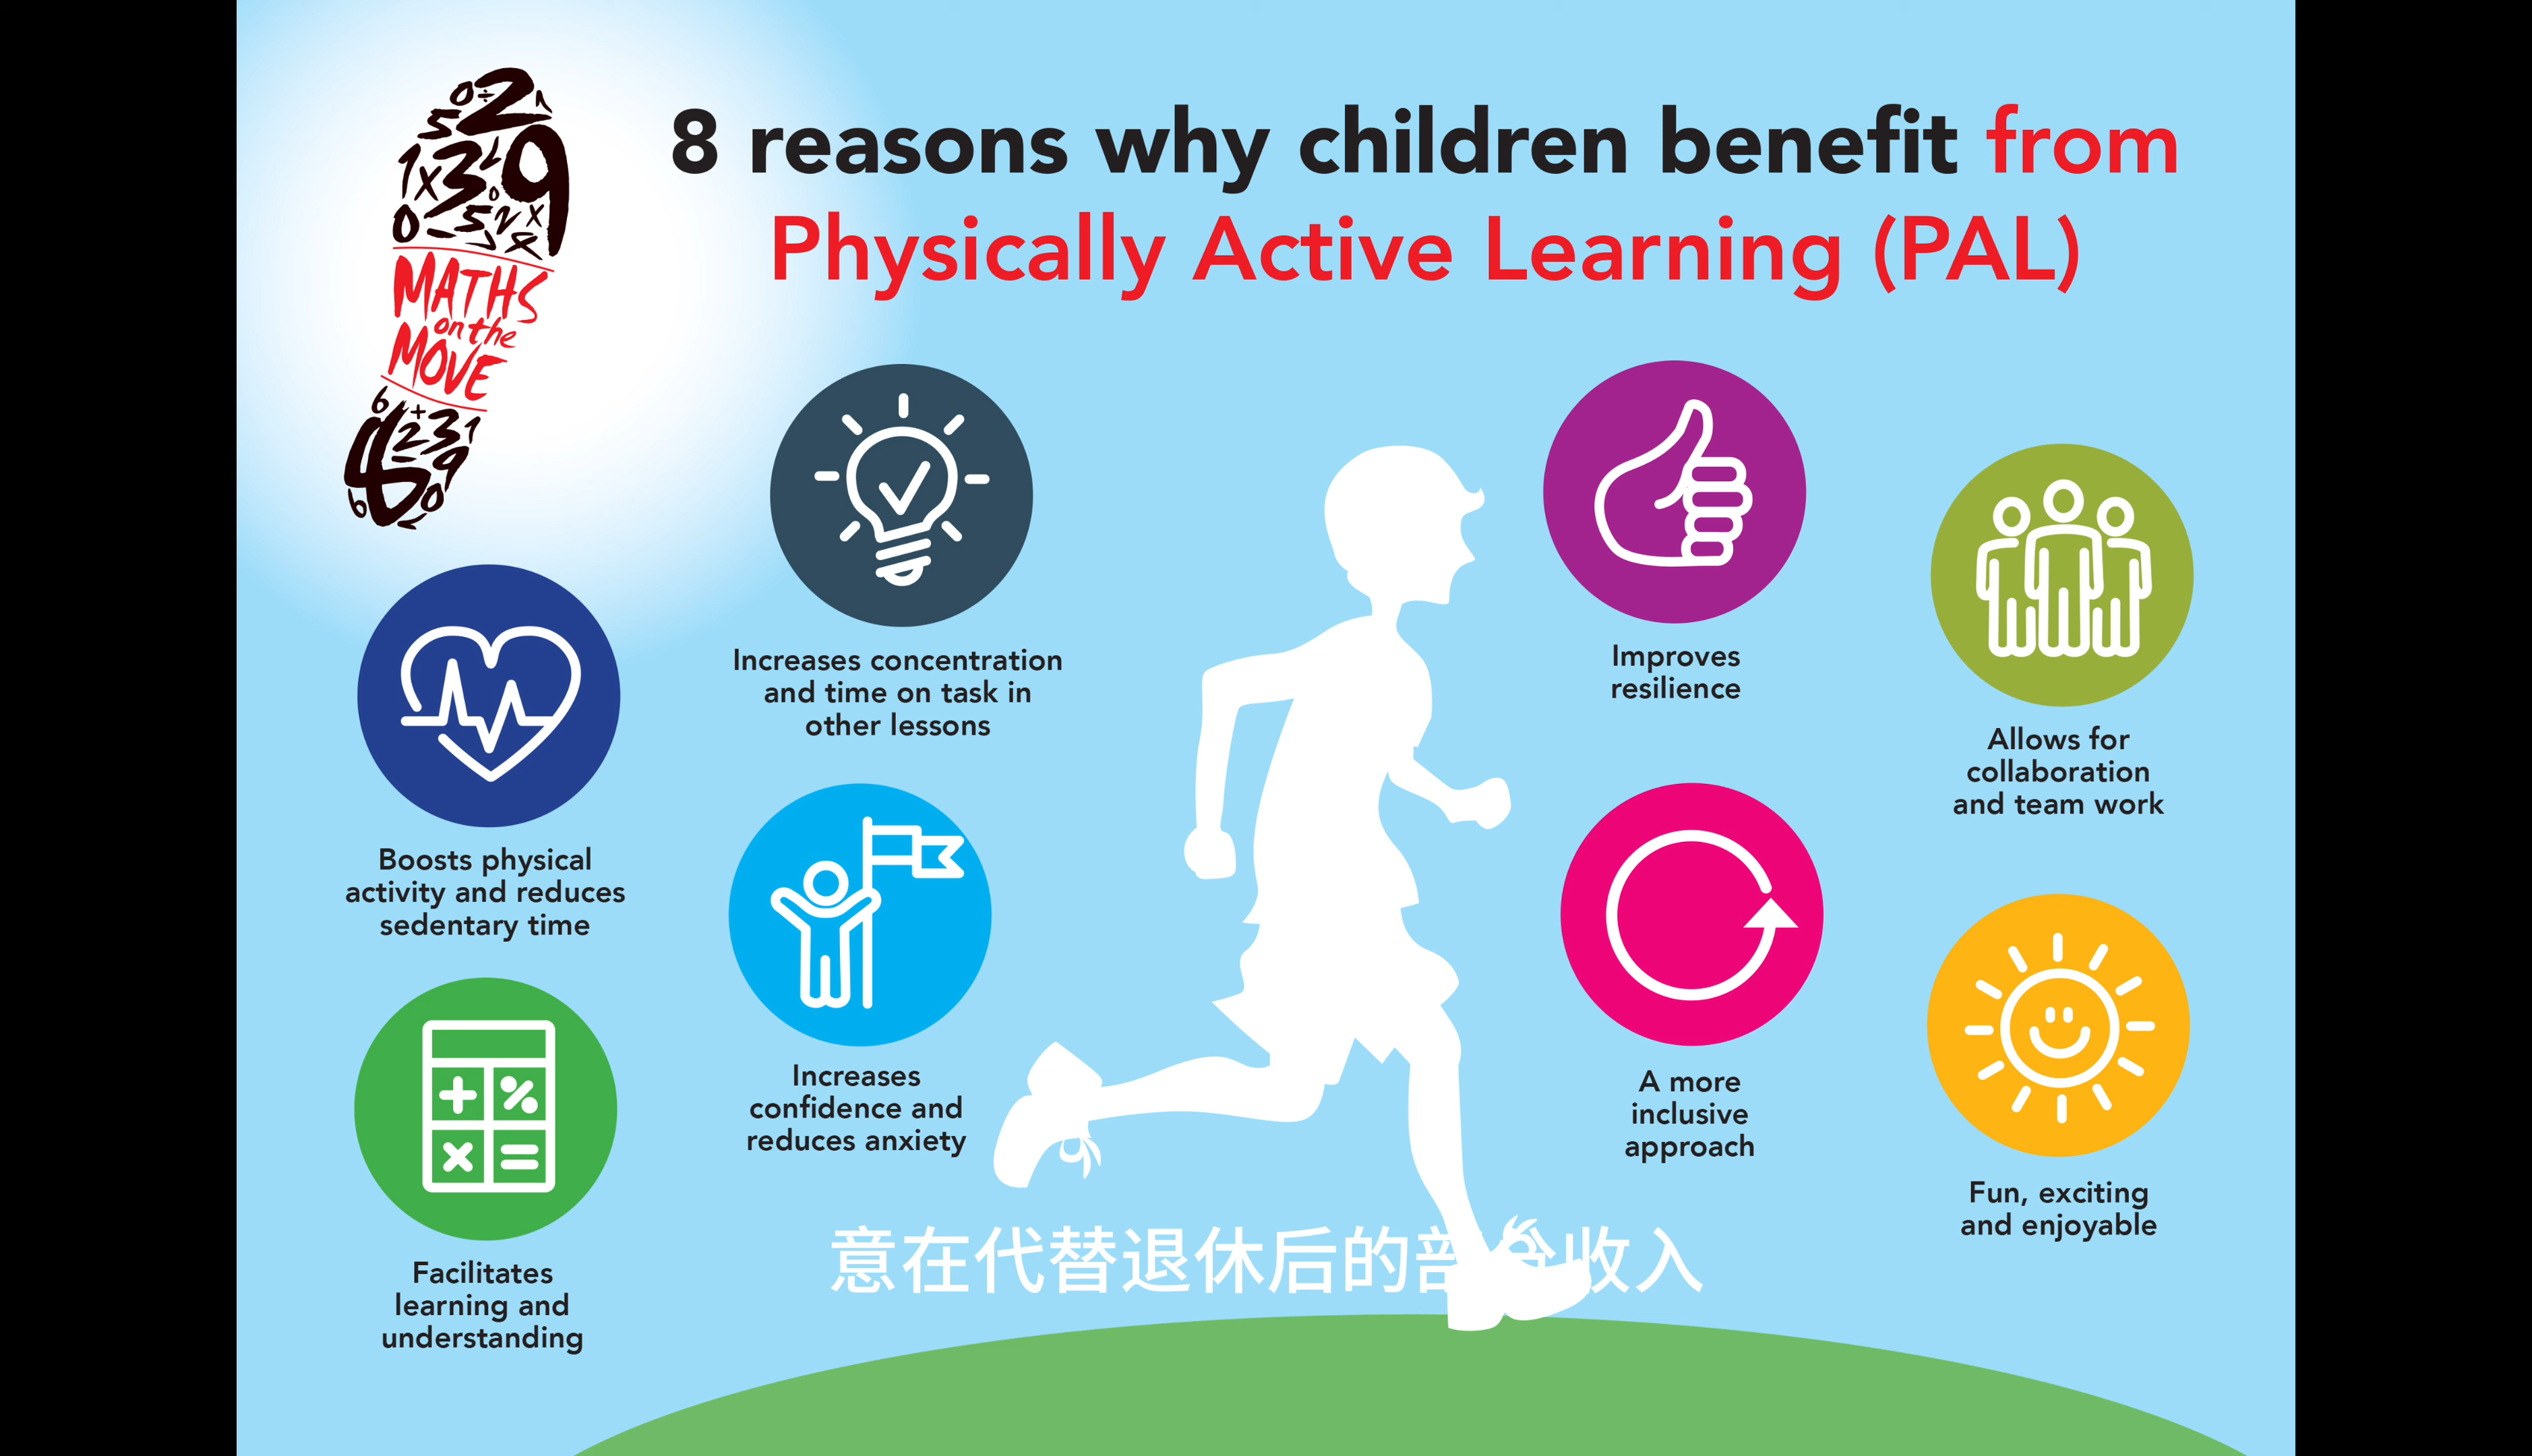 8 reasons why children benefit from
Physically Active Learning (PAL)
MATHS
on the
MOVE
Increases concentration
and time on task in
other lessons
Improves
resilience
Allows for
collaboration
and team work
Boosts physical
activity and reduces
sedentary time
Increases
confidence and
reduces anxiety
A more
inclusive
approach
Fun, exciting
and enjoyable
Facilitates
learning and
understanding
意在代替退休后的部分收入